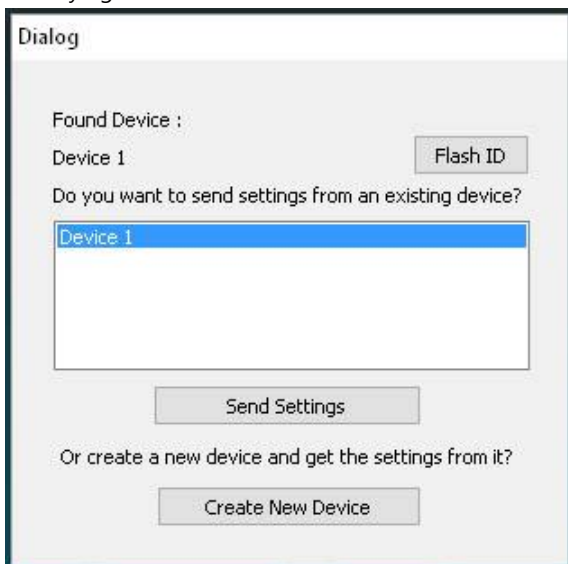 Dialog
Found Device :
Device 1
Flash ID
Do you want to send settings from an existing device?
Device 1
Send Settings
Or create a new device and get the settings from it?
Create New Device